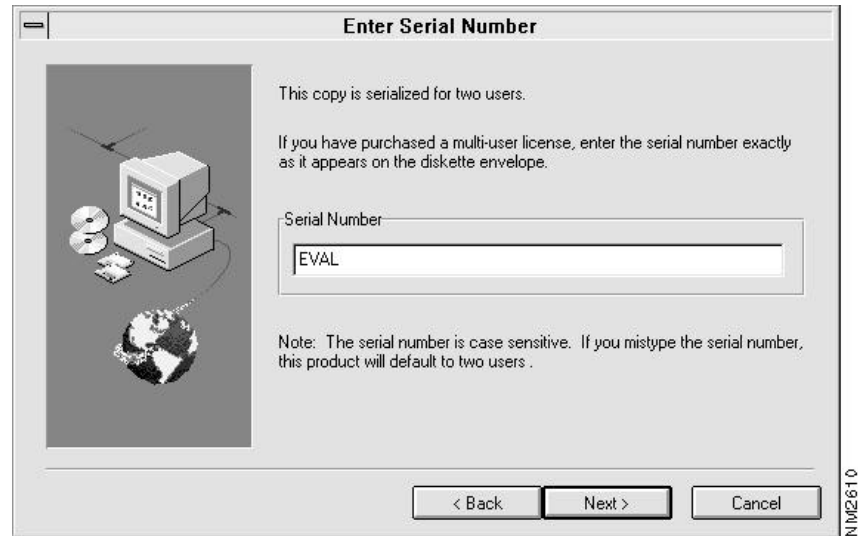 Enter Serial Number
This copy is serialized for two users.
If you have purchased a multi-user license, enter the serial number exactly
as it appears on the diskette envelope.
Serial Number
EVAL
Note:  The serial number is case sensitive.  If you mistype the serial number,
this product will default to two users .
< Back
Next >
Cancel
NM2610